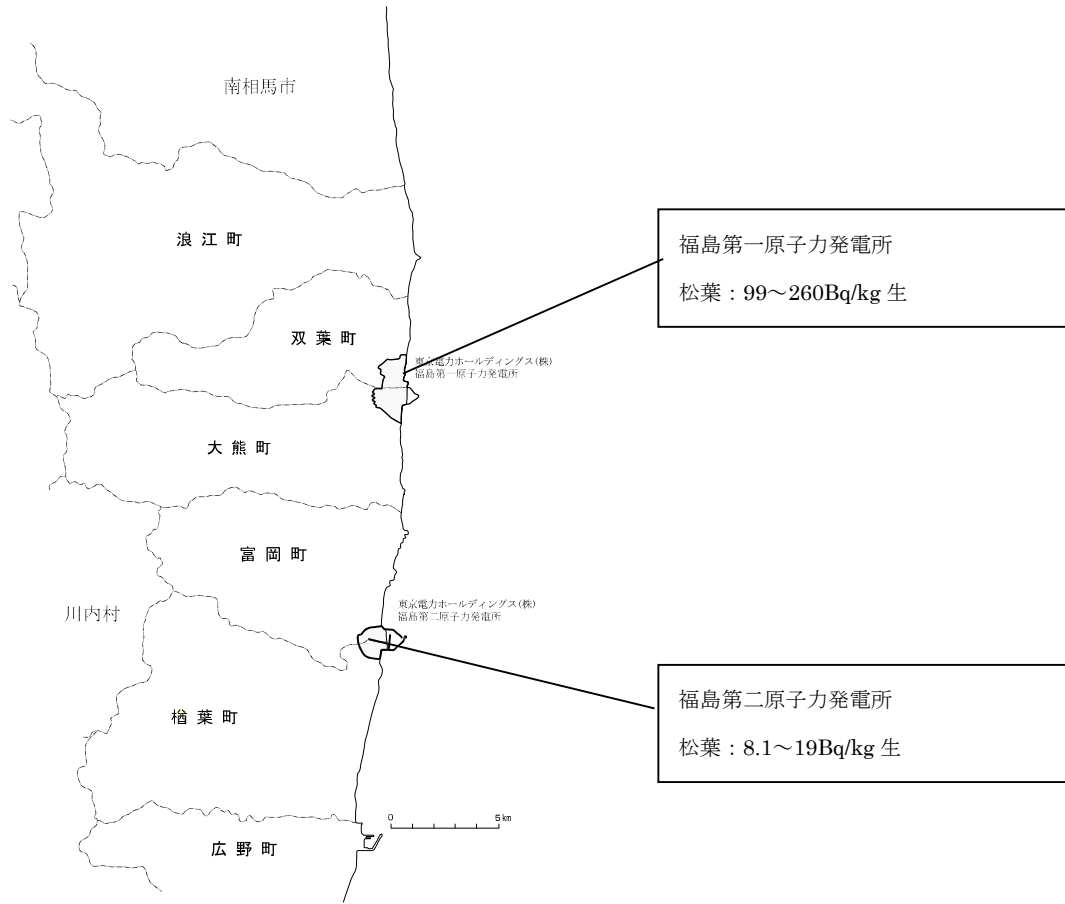 南相馬市
浪江町
福島第一原子力発電所
松葉：99～260Bq/kg 生
双葉町
東京電力ホールディングス(株)
福島第一原子力発電所
大熊町
富岡町
川内村
東京電力ホールディングス(株)
福島第二原子力発電所
福島第二原子力発電所
松葉：8.1～19Bq/kg 生
楢葉町
0 5km
広野町